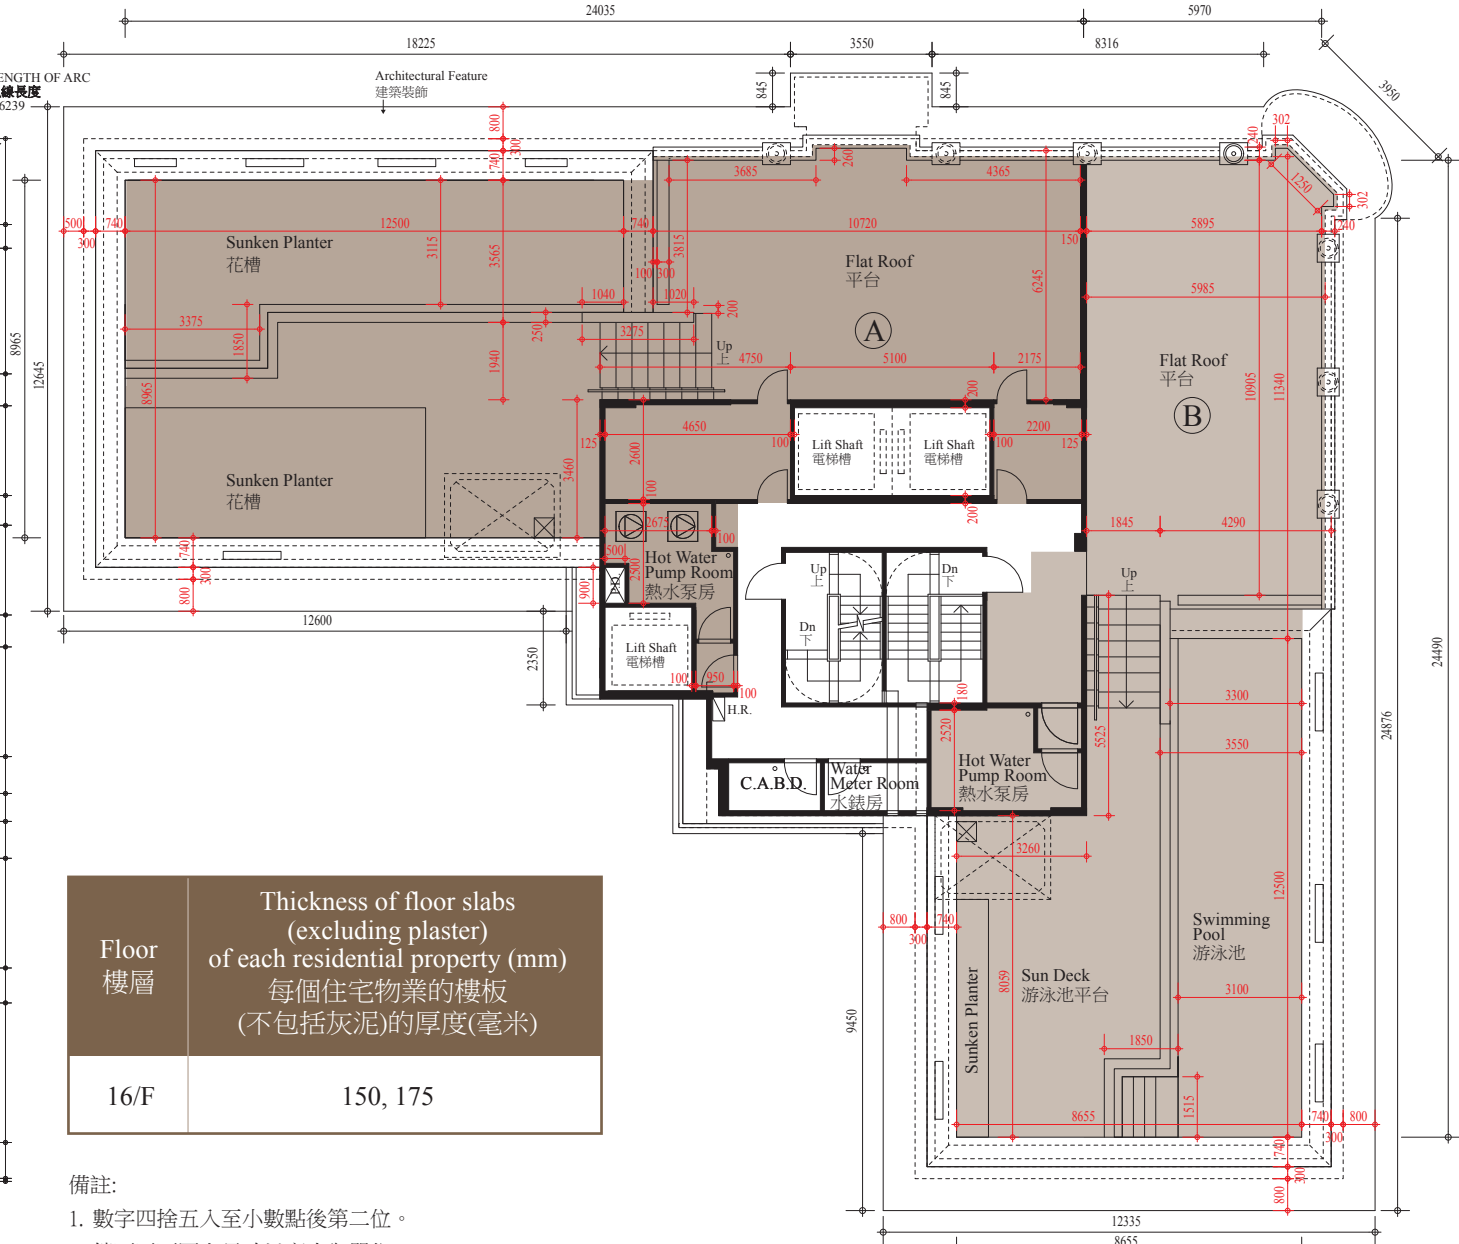 24035
5970
18225
3550
8316
ENGTH OF ARC
線長度
6239
Architectural Feature
建築裝飾
845
845
3950
800
300
740
260
240
302
3685
4365
1250
302
500
300
740
12500
740
10720
150
5895
240
Sunken Planter
花槽
3115
3565
3815
100
300
Flat Roof
平台
6245
5985
1040
1020
200
A
3375
1850
250
3275
Up
上
4750
5100
2175
Flat Roof
平台
B
10905
11340
8965
12645
8965
1940
200
125
4650
100
Lift Shaft
電梯槽
Lift Shaft
電梯槽
100
2200
125
2600
3460
Sunken Planter
花槽
100
200
2675
100
1845
4290
500
Hot Water
Pump Room
熱水泵房
2500
740
300
800
900
Up
上
Dn
下
Up
上
12600
Dn
下
Lift Shaft
電梯槽
2350
100
950
100
H.R.
180
2520
5525
3300
3550
24490
24876
Hot Water
Pump Room
熱水泵房
C.A.B.D.
Water
Meter Room
水錶房
3260
12500
800
300
740
Swimming
Pool
游泳池
Sun Deck
游泳池平台
8059
Sunken Planter
3100
9450
1850
1515
8655
740
300
800
740
300
800
12335
8655
Floor
樓層
Thickness of floor slabs
(excluding plaster)
of each residential property (mm)
每個住宅物業的樓板
(不包括灰泥)的厚度(毫米)
16/F
150, 175
備註:
1. 數字四捨五入至小數點後第二位。